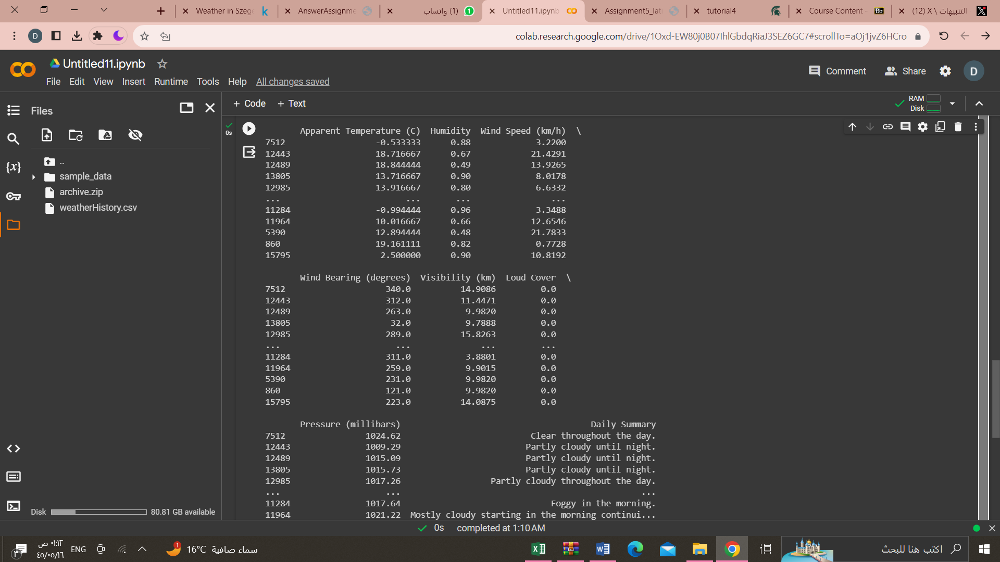 Weather in Szege
AnswerAssignme
(1) واتساب
Untitled11.ipynb
Assignment5_lati
tutorial4
Course Content -
Bb
(12) X \ التنبيهات
D
colab.research.google.com/drive/1Oxd-EW80j0B07IhlGbdqRiaJ3SEZ6GC7#scrollTo=aOj1jvZ6HCro
Untitled11.ipynb
File Edit View Insert Runtime Tools Help All changes saved
Comment Share D
Files
+ Code + Text
RAM
Disk
..
sample_data
archive.zip
weatherHistory.csv
{x}
0s
Apparent Temperature (C) Humidity Wind Speed (km/h) \
7512 -0.533333 0.88 3.2200
12443 18.716667 0.67 21.4291
12489 18.844444 0.49 13.9265
13805 13.716667 0.90 8.0178
12985 13.916667 0.80 6.6332
... ... ... ...
11284 -0.994444 0.96 3.3488
11964 10.016667 0.66 12.6546
5390 12.894444 0.48 21.7833
860 19.161111 0.82 0.7728
15795 2.500000 0.90 10.8192
Wind Bearing (degrees) Visibility (km) Loud Cover \
7512 340.0 14.9086 0.0
12443 312.0 11.4471 0.0
12489 263.0 9.9820 0.0
13805 32.0 9.7888 0.0
12985 289.0 15.8263 0.0
... ... ... ...
11284 311.0 3.8801 0.0
11964 259.0 9.9015 0.0
5390 231.0 9.9820 0.0
860 121.0 9.9820 0.0
15795 223.0 14.0875 0.0
Pressure (millibars) Daily Summary
7512 1024.62 Clear throughout the day.
12443 1009.29 Partly cloudy until night.
12489 1015.09 Partly cloudy until night.
13805 1015.73 Partly cloudy until night.
12985 1017.26 Partly cloudy throughout the day.
... ... ...
11284 1017.64 Foggy in the morning.
11964 1021.22 Mostly cloudy starting in the morning continui...
Disk 80.81 GB available
0s completed at 1:10 AM
٠١:١٢ ص
٤٥/٠٥/١٦
٣
ENG
1
16°C سماء صافية
اكتب هنا للبحث